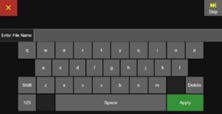 Skip
Enter File Name
q w e r t y u i o p
a s d f g h j k l
Shift z x c v b n m Delete
123 Space Apply